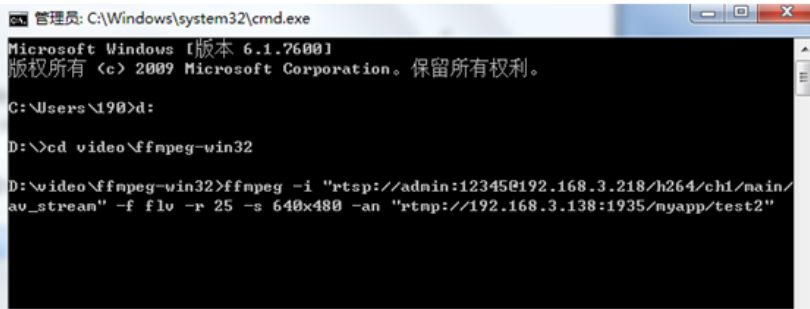 管理员: C:\Windows\system32\cmd.exe
Microsoft Windows [版本 6.1.7600]
版权所有 (c) 2009 Microsoft Corporation。保留所有权利。
C:\Users\190>d:
D:\>cd video\ffmpeg-win32
D:\video\ffmpeg-win32>ffmpeg -i "rtsp://admin:12345@192.168.3.218/h264/ch1/main/
av_stream" -f flv -r 25 -s 640x480 -an "rtmp://192.168.3.138:1935/myapp/test2"